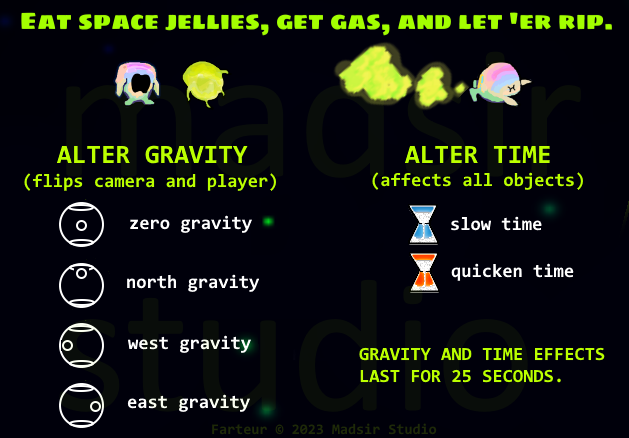 Eat space jellies, get gas, and let 'er rip.
ALTER GRAVITY
(flips camera and player)
zero gravity
north gravity
west gravity
east gravity
ALTER TIME
(affects all objects)
slow time
quicken time
GRAVITY AND TIME EFFECTS
LAST FOR 25 SECONDS.
madsir
studio
Farteur © 2023 Madsir Studio